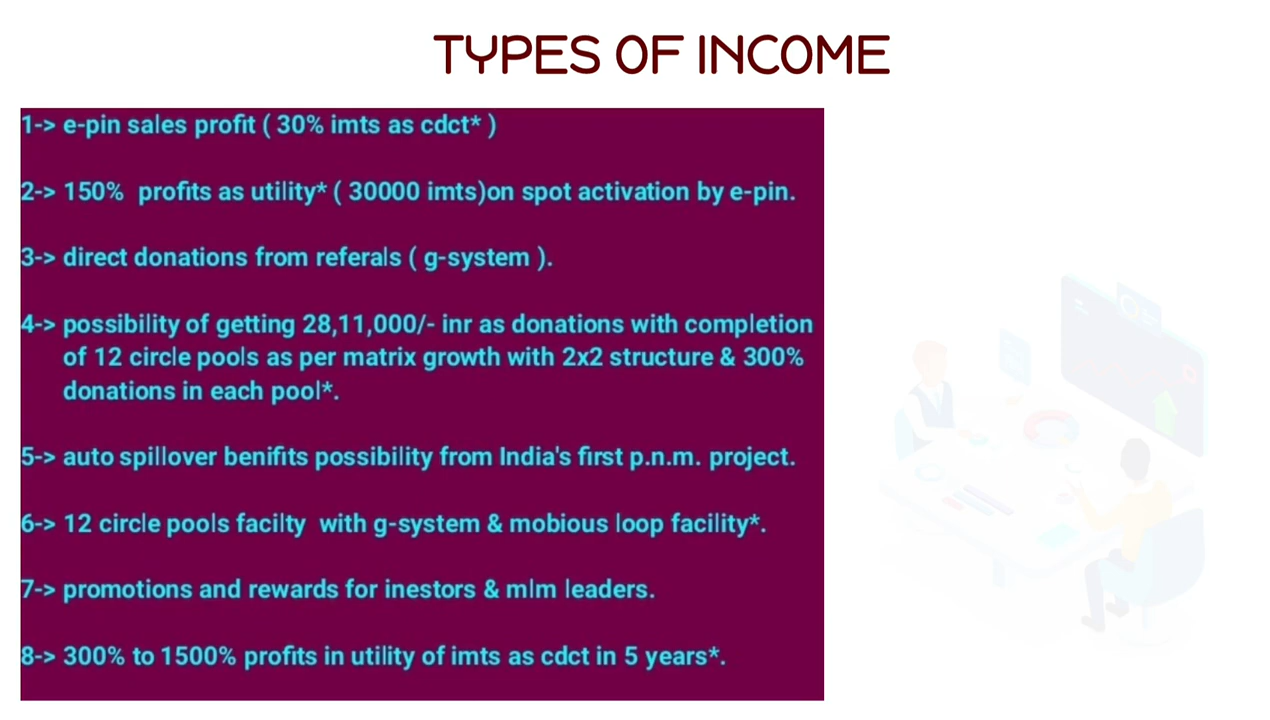 TYPES OF INCOME
1-> e-pin sales profit ( 30% imts as cdct* )
2-> 150%  profits as utility* ( 30000 imts)on spot activation by e-pin.
3-> direct donations from referals ( g-system ).
4-> possibility of getting 28,11,000/- inr as donations with completion
of 12 circle pools as per matrix growth with 2x2 structure & 300%
donations in each pool*.
5-> auto spillover benifits possibility from India's first p.n.m. project.
6-> 12 circle pools facilty  with g-system & mobious loop facility*.
7-> promotions and rewards for inestors & mlm leaders.
8-> 300% to 1500% profits in utility of imts as cdct in 5 years*.